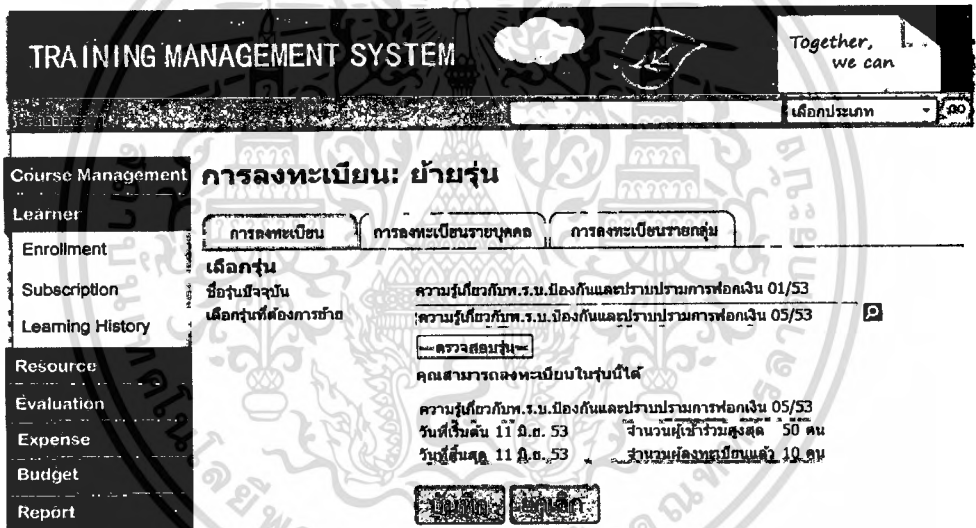 TRAINING MANAGEMENT SYSTEM
Together,
we can
เลือกประเภท GO
Course Management
Learner
Enrollment
Subscription
Learning History
Resource
Evaluation
Expense
Budget
Report
การลงทะเบียน: ย้ายรุ่น
การลงทะเบียน การลงทะเบียนรายบุคคล การลงทะเบียนรายกลุ่ม
เลือกรุ่น
ชื่อรุ่นปัจจุบัน ความรู้เกี่ยวกับพ.ร.บ.ป้องกันและปราบปรามการฟอกเงิน 01/53
เลือกรุ่นที่ต้องการย้าย ความรู้เกี่ยวกับพ.ร.บ.ป้องกันและปราบปรามการฟอกเงิน 05/53
ตรวจสอบรุ่น
คุณสามารถลงทะเบียนในรุ่นนี้ได้
ความรู้เกี่ยวกับพ.ร.บ.ป้องกันและปราบปรามการฟอกเงิน 05/53
วันที่เริ่มต้น 11 มิ.ย. 53 จำนวนผู้เข้าร่วมสูงสุด 50 คน
วันที่สิ้นสุด 11 มิ.ย. 53 จำนวนผู้ลงทะเบียนแล้ว 10 คน
บันทึก ยกเลิก